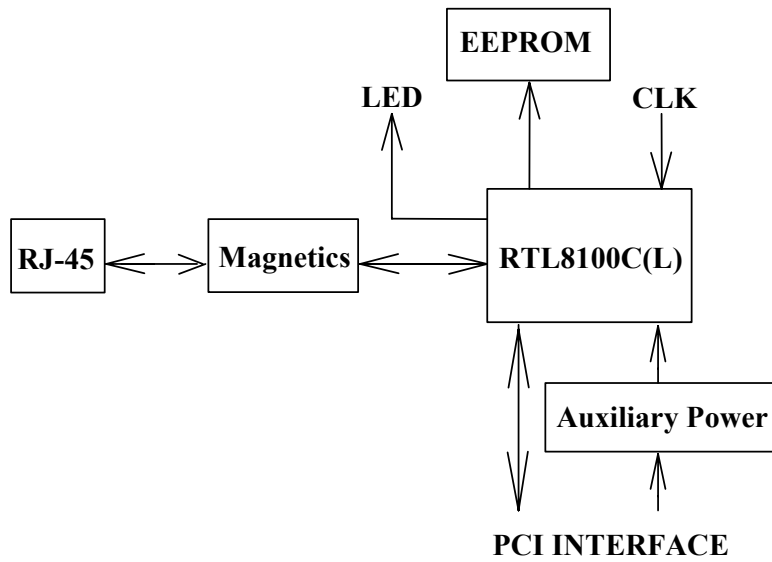 EEPROM
LED
CLK
RJ-45
Magnetics
RTL8100C(L)
Auxiliary Power
PCI INTERFACE